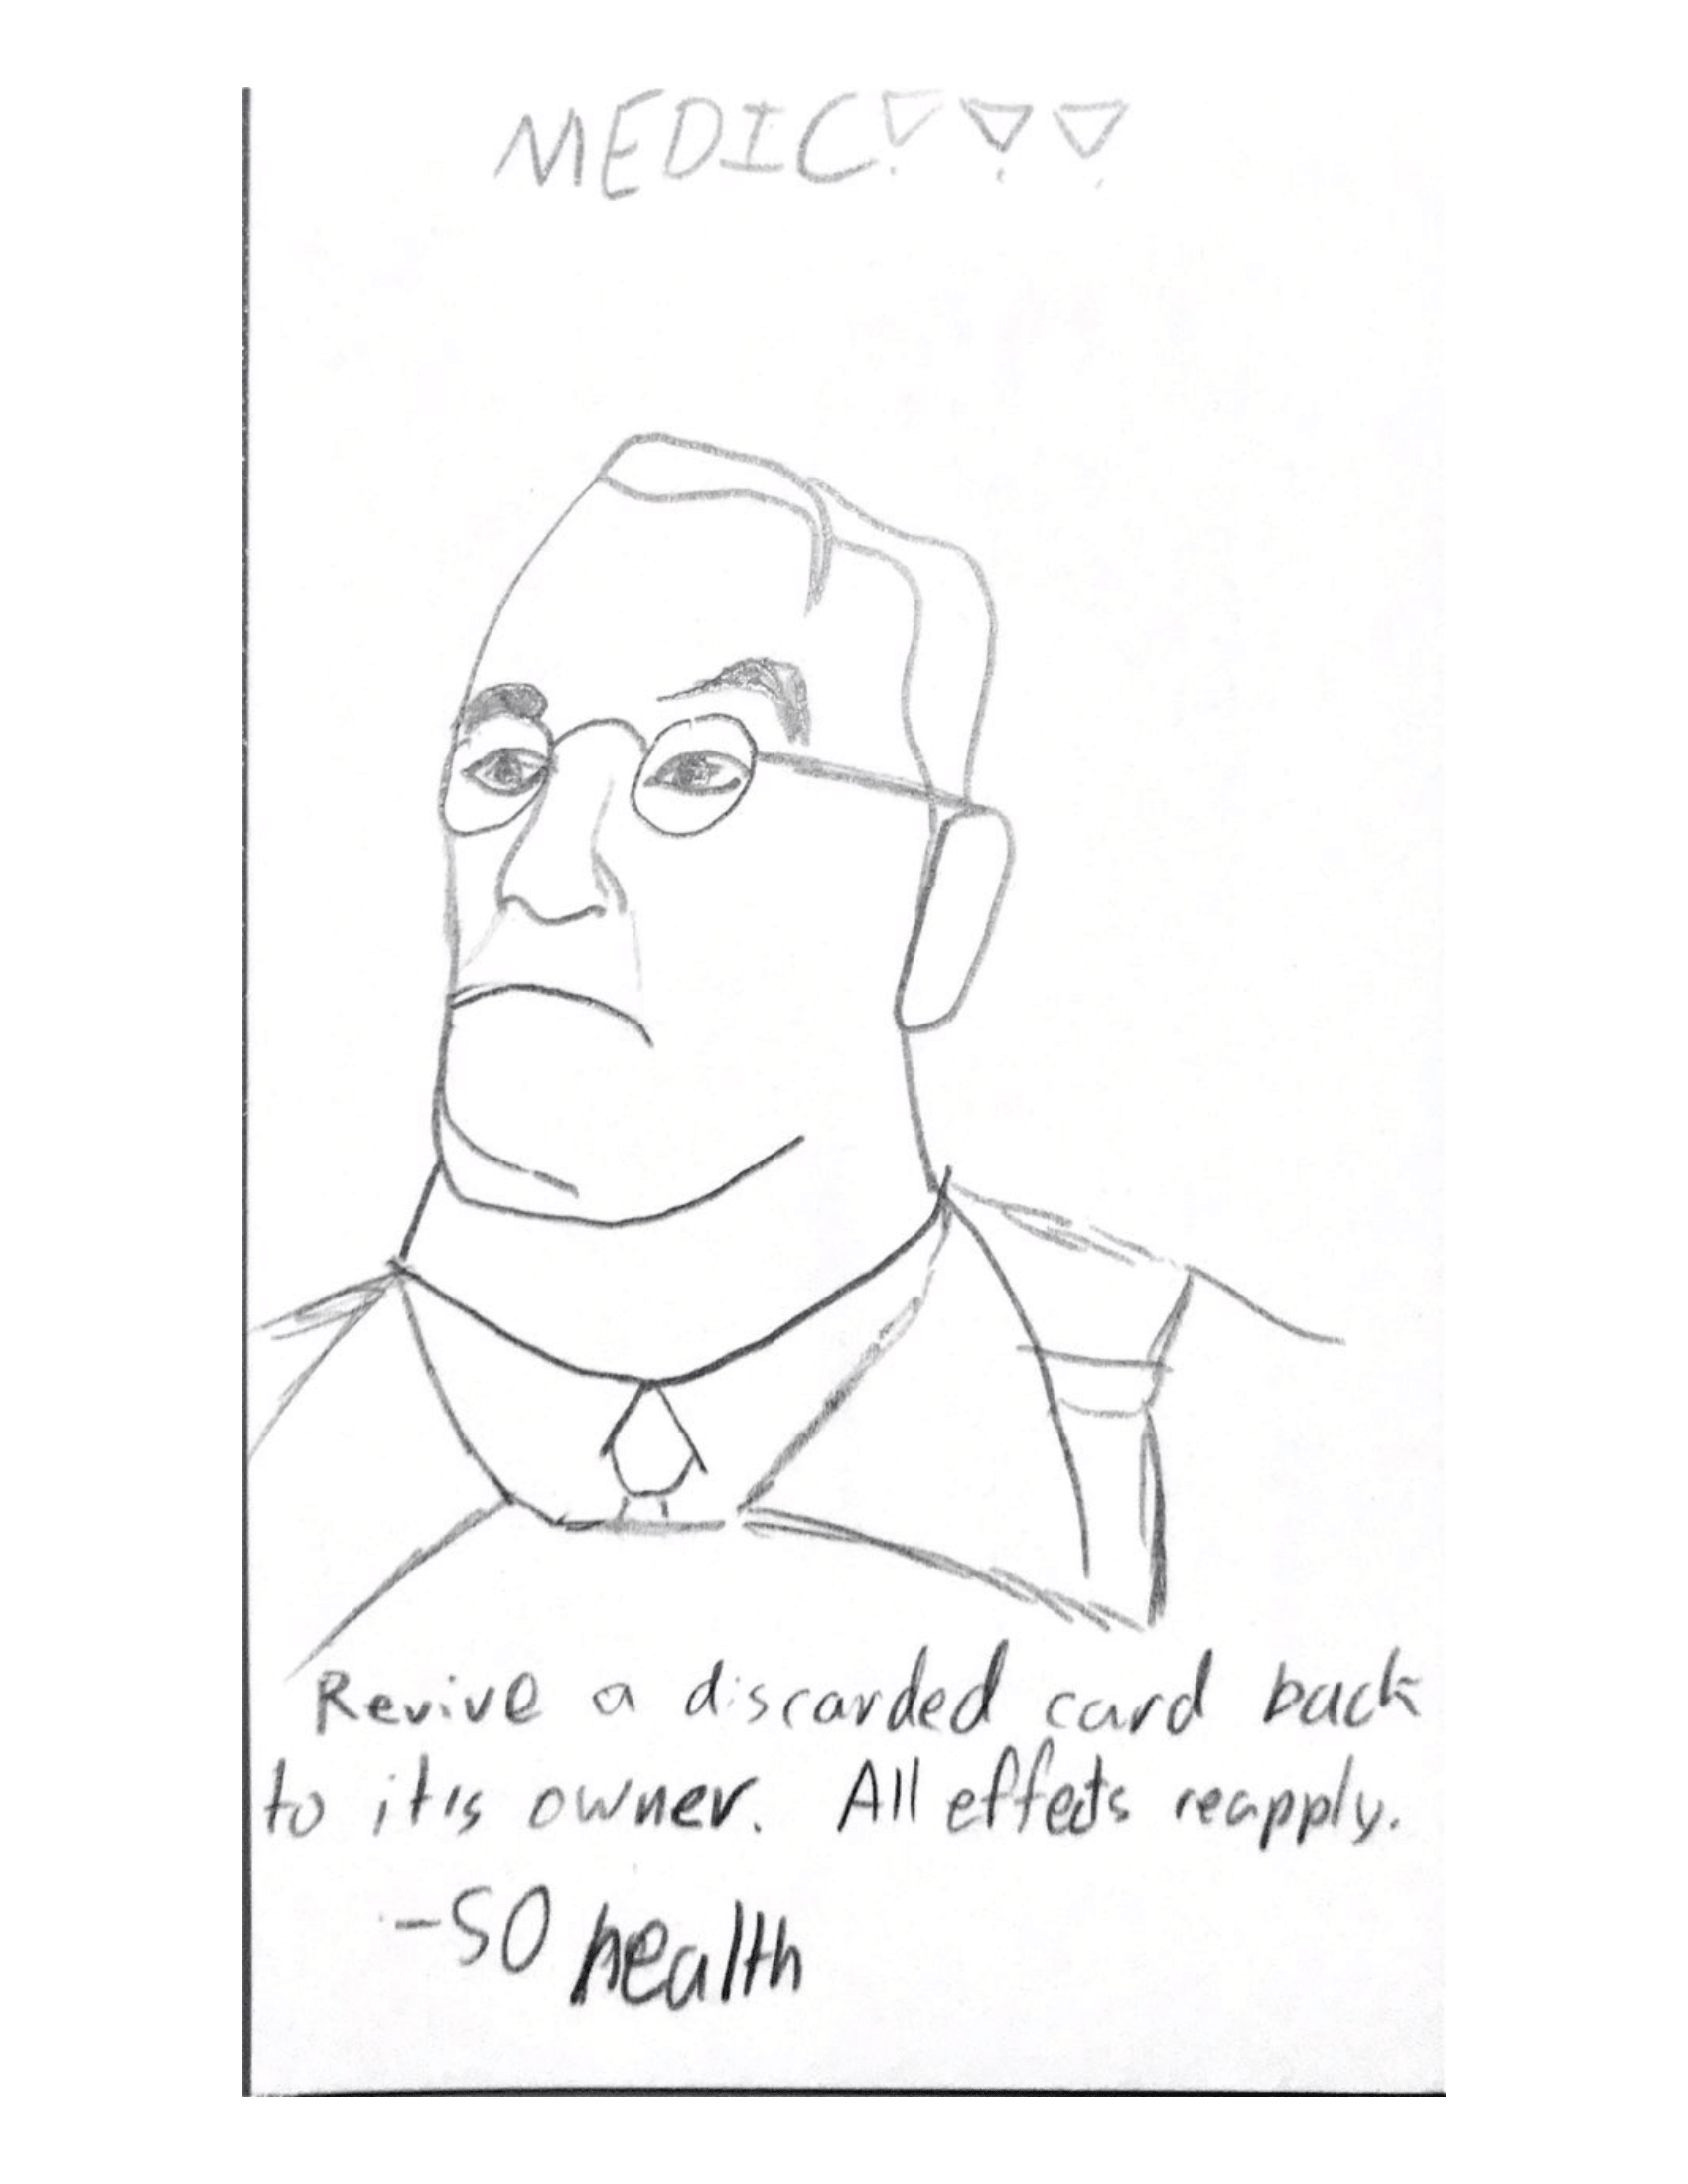 MEDIC!!!
Revive a discarded card back
to it's owner. All effects reapply.
-50 health